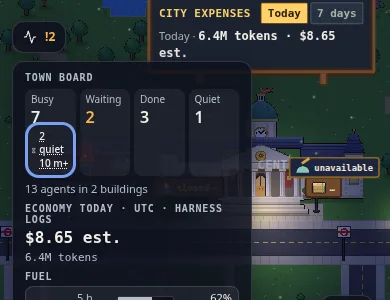 CITY EXPENSES Today 7 days
Today · 6.4M tokens · $8.65
est.
!2
TOWN BOARD
Busy Waiting Done Quiet
7 2 3 1
2
quiet
10 m+
13 agents in 2 buildings
ECONOMY TODAY · UTC · HARNESS
LOGS
$8.65 est.
6.4M tokens
FUEL
5 h 62%
CENT
unavailable